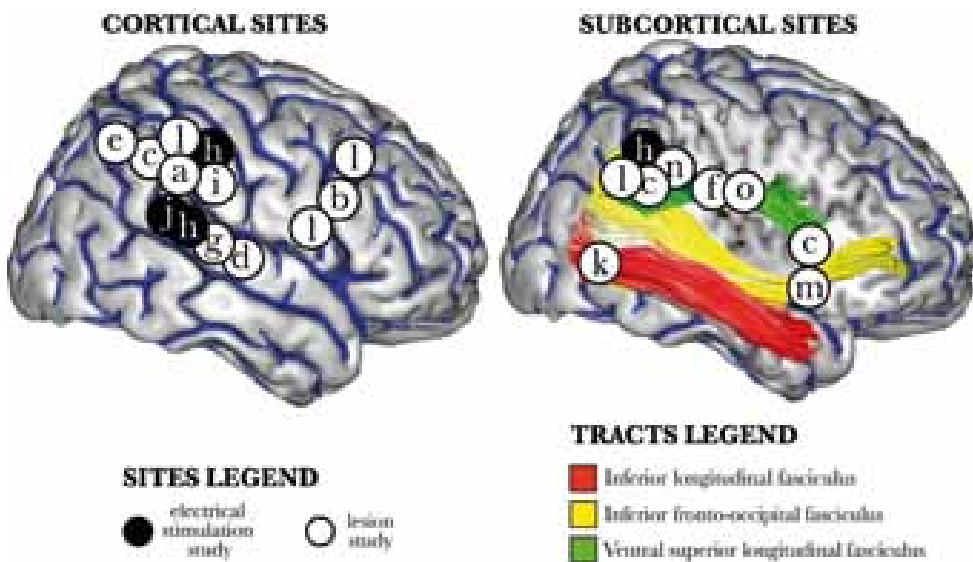 CORTICAL SITES
SUBCORTICAL SITES
e c l h
a i
l
b
l
h
g d
h
l c n f o
c
k
m
TRACTS LEGEND
Inferior longitudinal fasciculus
Inferior fronto-occipital fasciculus
Ventral superior longitudinal fasciculus
SITES LEGEND
electrical
stimulation
study
lesion
study